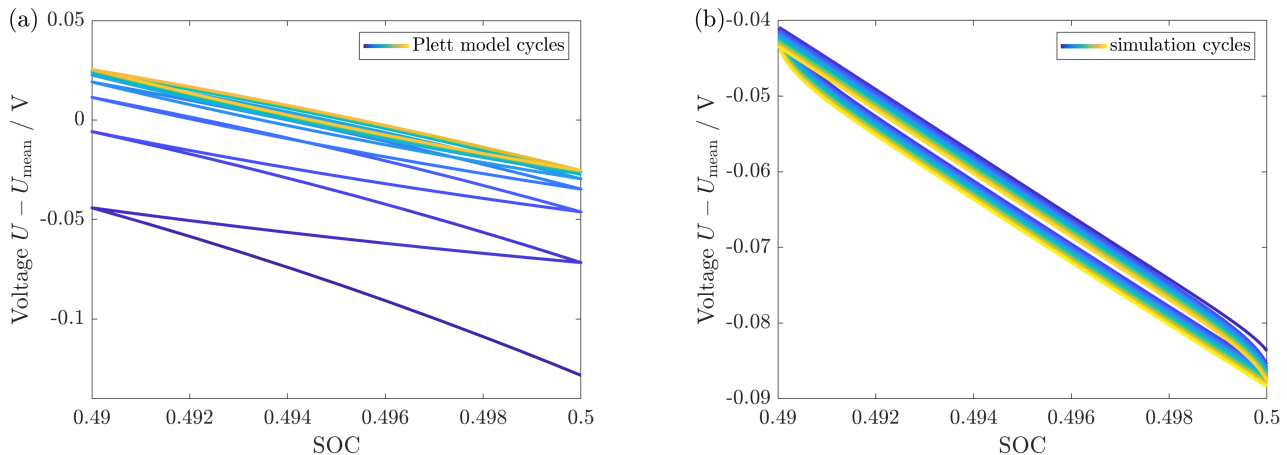 (a)
0.05
0
-0.05
-0.1
Voltage U − Umean / V
Plett model cycles
0.49
0.492
0.494
0.496
0.498
0.5
SOC
(b)
-0.04
-0.05
-0.06
-0.07
-0.08
-0.09
Voltage U − Umean / V
simulation cycles
0.49
0.492
0.494
0.496
0.498
0.5
SOC